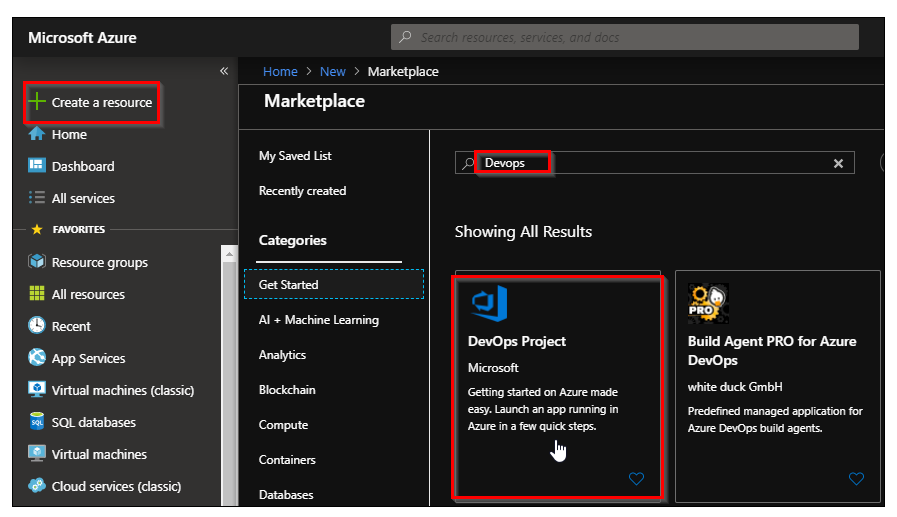 Microsoft Azure
Search resources, services, and docs
«
Create a resource
Home
Dashboard
All services
FAVORITES
Resource groups
All resources
Recent
App Services
Virtual machines (classic)
SQL databases
Virtual machines
Cloud services (classic)
Home > New > Marketplace
Marketplace
My Saved List
Recently created
Categories
Get Started
AI + Machine Learning
Analytics
Blockchain
Compute
Containers
Databases
Devops
Showing All Results
DevOps Project
Microsoft
Getting started on Azure made
easy. Launch an app running in
Azure in a few quick steps.
PRO
Build Agent PRO for Azure
DevOps
white duck GmbH
Predefined managed application for
Azure DevOps build agents.